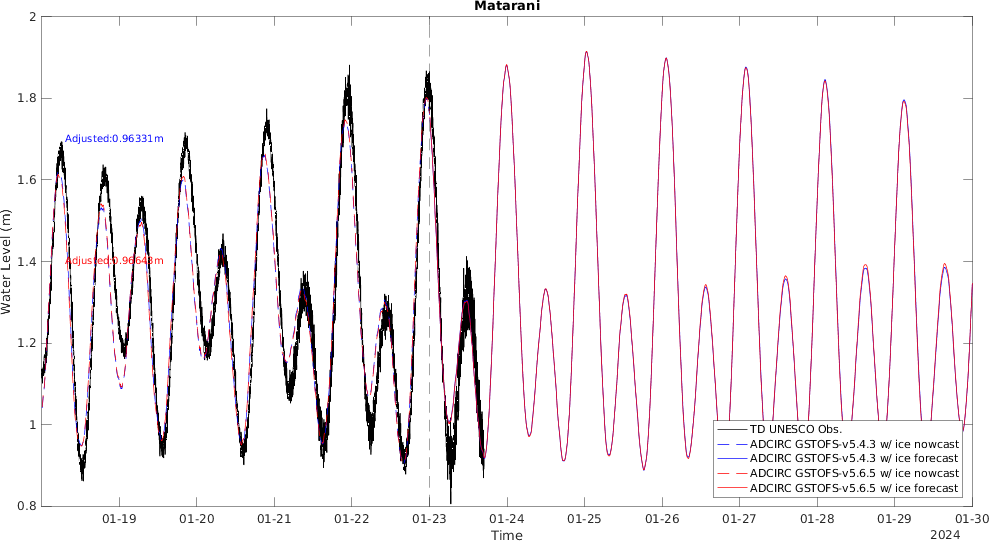 Matarani
2
1.8
1.6
1.4
1.2
1
0.8
Water Level (m)
Adjusted:0.96331m
Adjusted:0.96643m
TD UNESCO Obs.
ADCIRC GSTOFS-v5.4.3 w/ ice nowcast
ADCIRC GSTOFS-v5.4.3 w/ ice forecast
ADCIRC GSTOFS-v5.6.5 w/ ice nowcast
ADCIRC GSTOFS-v5.6.5 w/ ice forecast
01-19 01-20 01-21 01-22 01-23 01-24 01-25 01-26 01-27 01-28 01-29 01-30
Time
2024